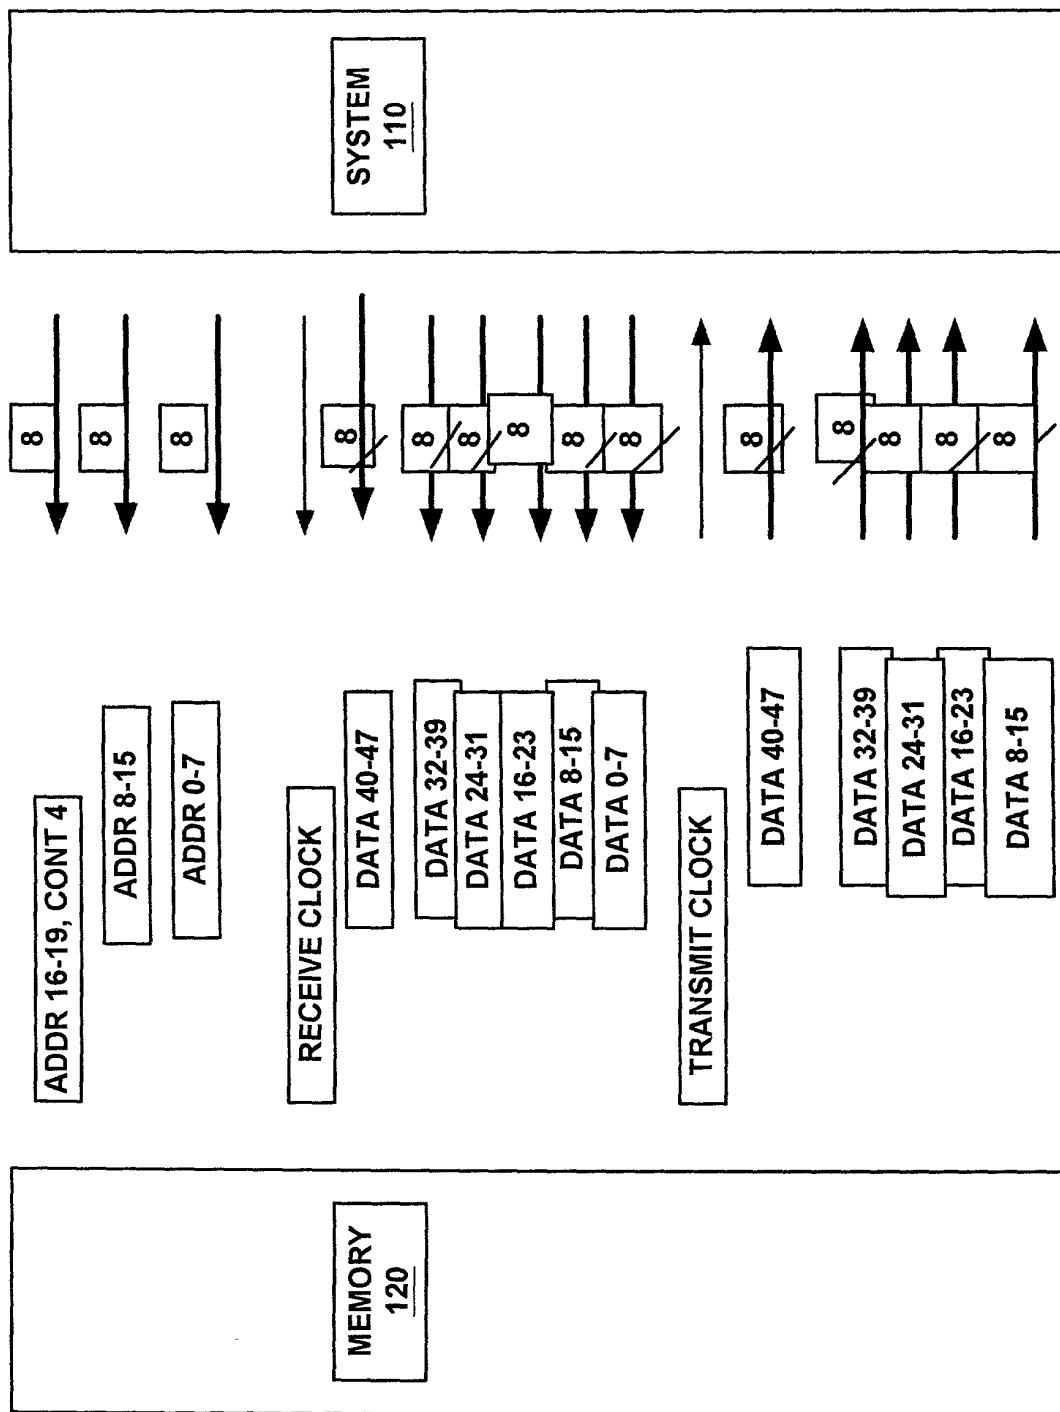 ADDR 16-19, CONT 4
8
ADDR 8-15
8
ADDR 0-7
8
RECEIVE CLOCK
MEMORY
120
SYSTEM
110
DATA 40-47
8
DATA 32-39
8
DATA 24-31
8
DATA 16-23
8
DATA 8-15
8
DATA 0-7
8
TRANSMIT CLOCK
DATA 40-47
8
DATA 32-39
8
DATA 24-31
8
DATA 16-23
8
DATA 8-15
8